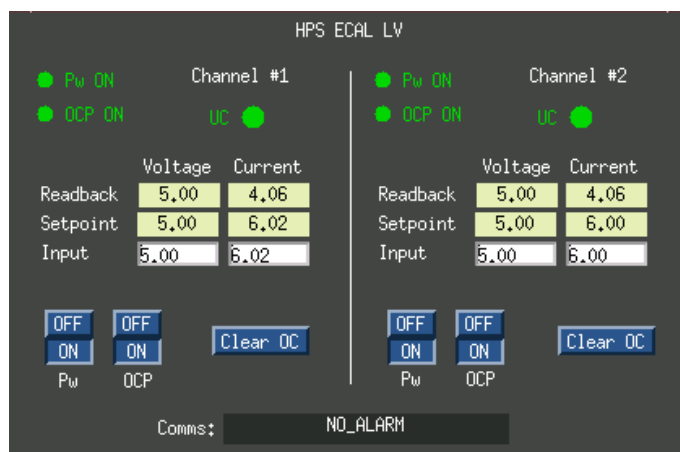 HPS ECAL LV
Pw ON Channel #1
OCP ON UC
Voltage Current
Readback 5.00 4.06
Setpoint 5.00 6.02
Input 5.00 6.02
OFF OFF
ON ON Clear OC
Pw OCP
Pw ON Channel #2
OCP ON UC
Voltage Current
Readback 5.00 4.06
Setpoint 5.00 6.00
Input 5.00 6.00
OFF OFF
ON ON Clear OC
Pw OCP
Comms: NO_ALARM